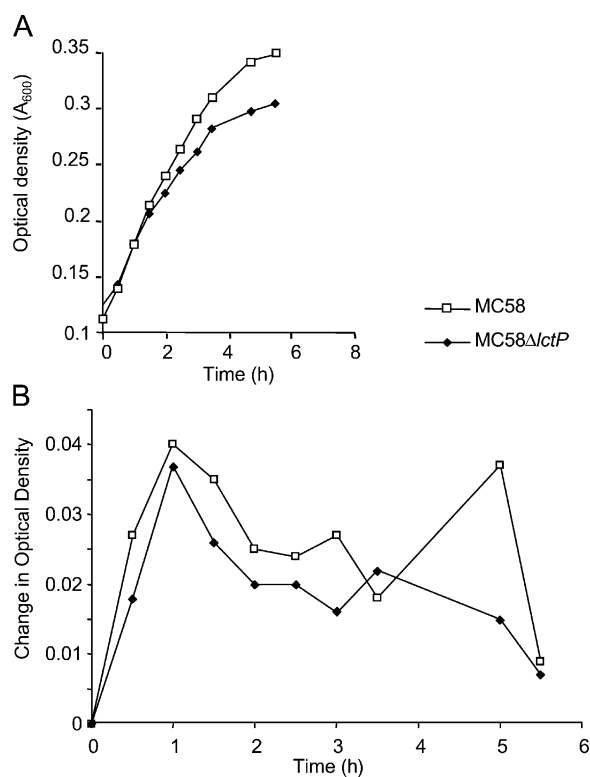 A
0.35
0.3
0.25
0.2
0.15
0.1
Optical density (A600)
0 2 4 6 8
Time (h)
MC58
MC58ΔlctP
B
0.04
0.03
0.02
0.01
0
Change in Optical Density
0 1 2 3 4 5 6
Time (h)